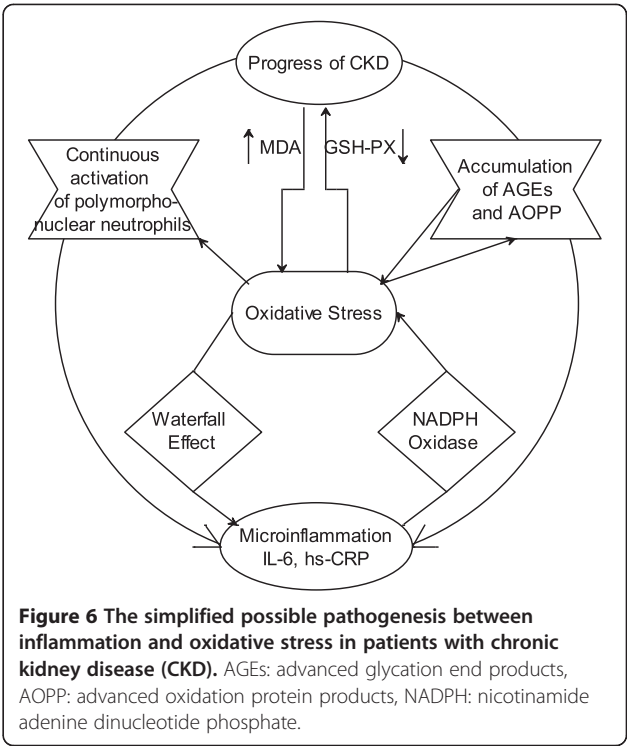 Progress of CKD
MDA
GSH-PX
Continuous
activation
of polymorpho-
nuclear neutrophils
Accumulation
of AGEs
and AOPP
Oxidative Stress
Waterfall
Effect
NADPH
Oxidase
Microinflammation
IL-6, hs-CRP
Figure 6 The simplified possible pathogenesis between
inflammation and oxidative stress in patients with chronic
kidney disease (CKD). AGEs: advanced glycation end products,
AOPP: advanced oxidation protein products, NADPH: nicotinamide
adenine dinucleotide phosphate.